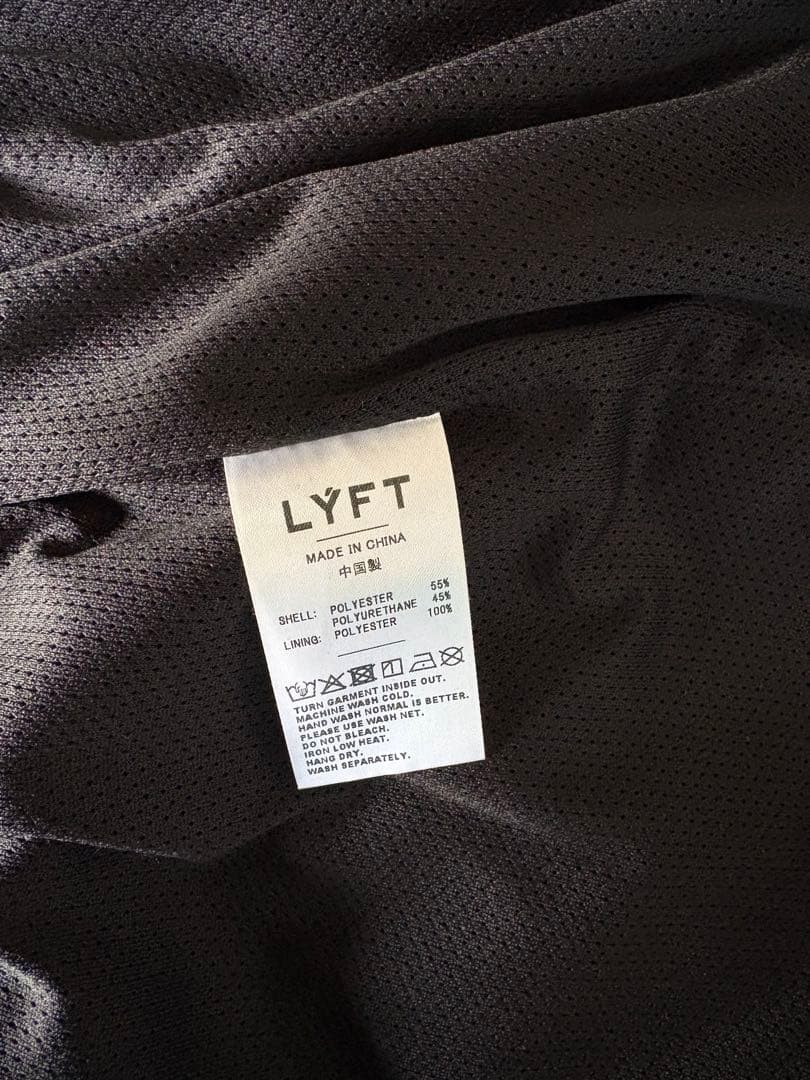 LÝFT
MADE IN CHINA
中国製
SHELL: POLYESTER 55%
POLYURETHANE 45%
LINING: POLYESTER 100%
TURN GARMENT INSIDE OUT.
MACHINE WASH COLD.
HAND WASH NORMAL IS BETTER.
PLEASE USE WASH NET.
DO NOT BLEACH.
IRON LOW HEAT.
HANG DRY.
WASH SEPARATELY.